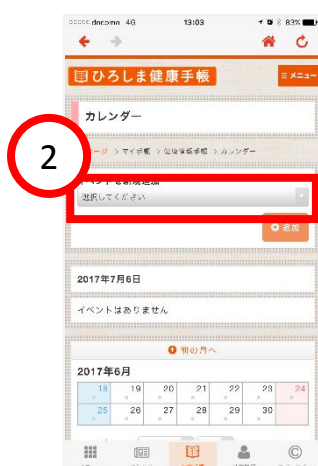 docomo 4G 13:03 83%
ひろしま健康手帳 ≡メニュー
カレンダー
ージ > マイ手帳 > 健康情報手帳 > カレンダー
2
イベントを新規追加
選択してください
追加
2017年7月6日
イベントはありません
前の月へ
2017年6月
18 19 20 21 22 23 24
25 26 27 28 29 30